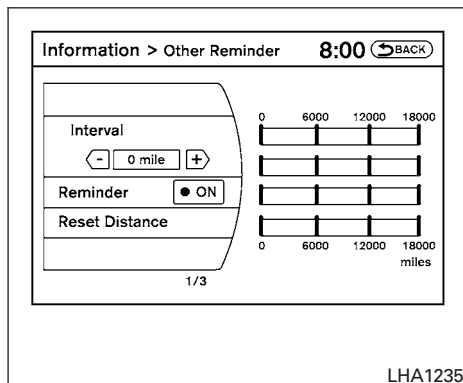 Information > Other Reminder 8:00 BACK
0 6000 12000 18000
Interval
- 0 mile +
Reminder ON
Reset Distance
0 6000 12000 18000
miles
1/3
LHA1235